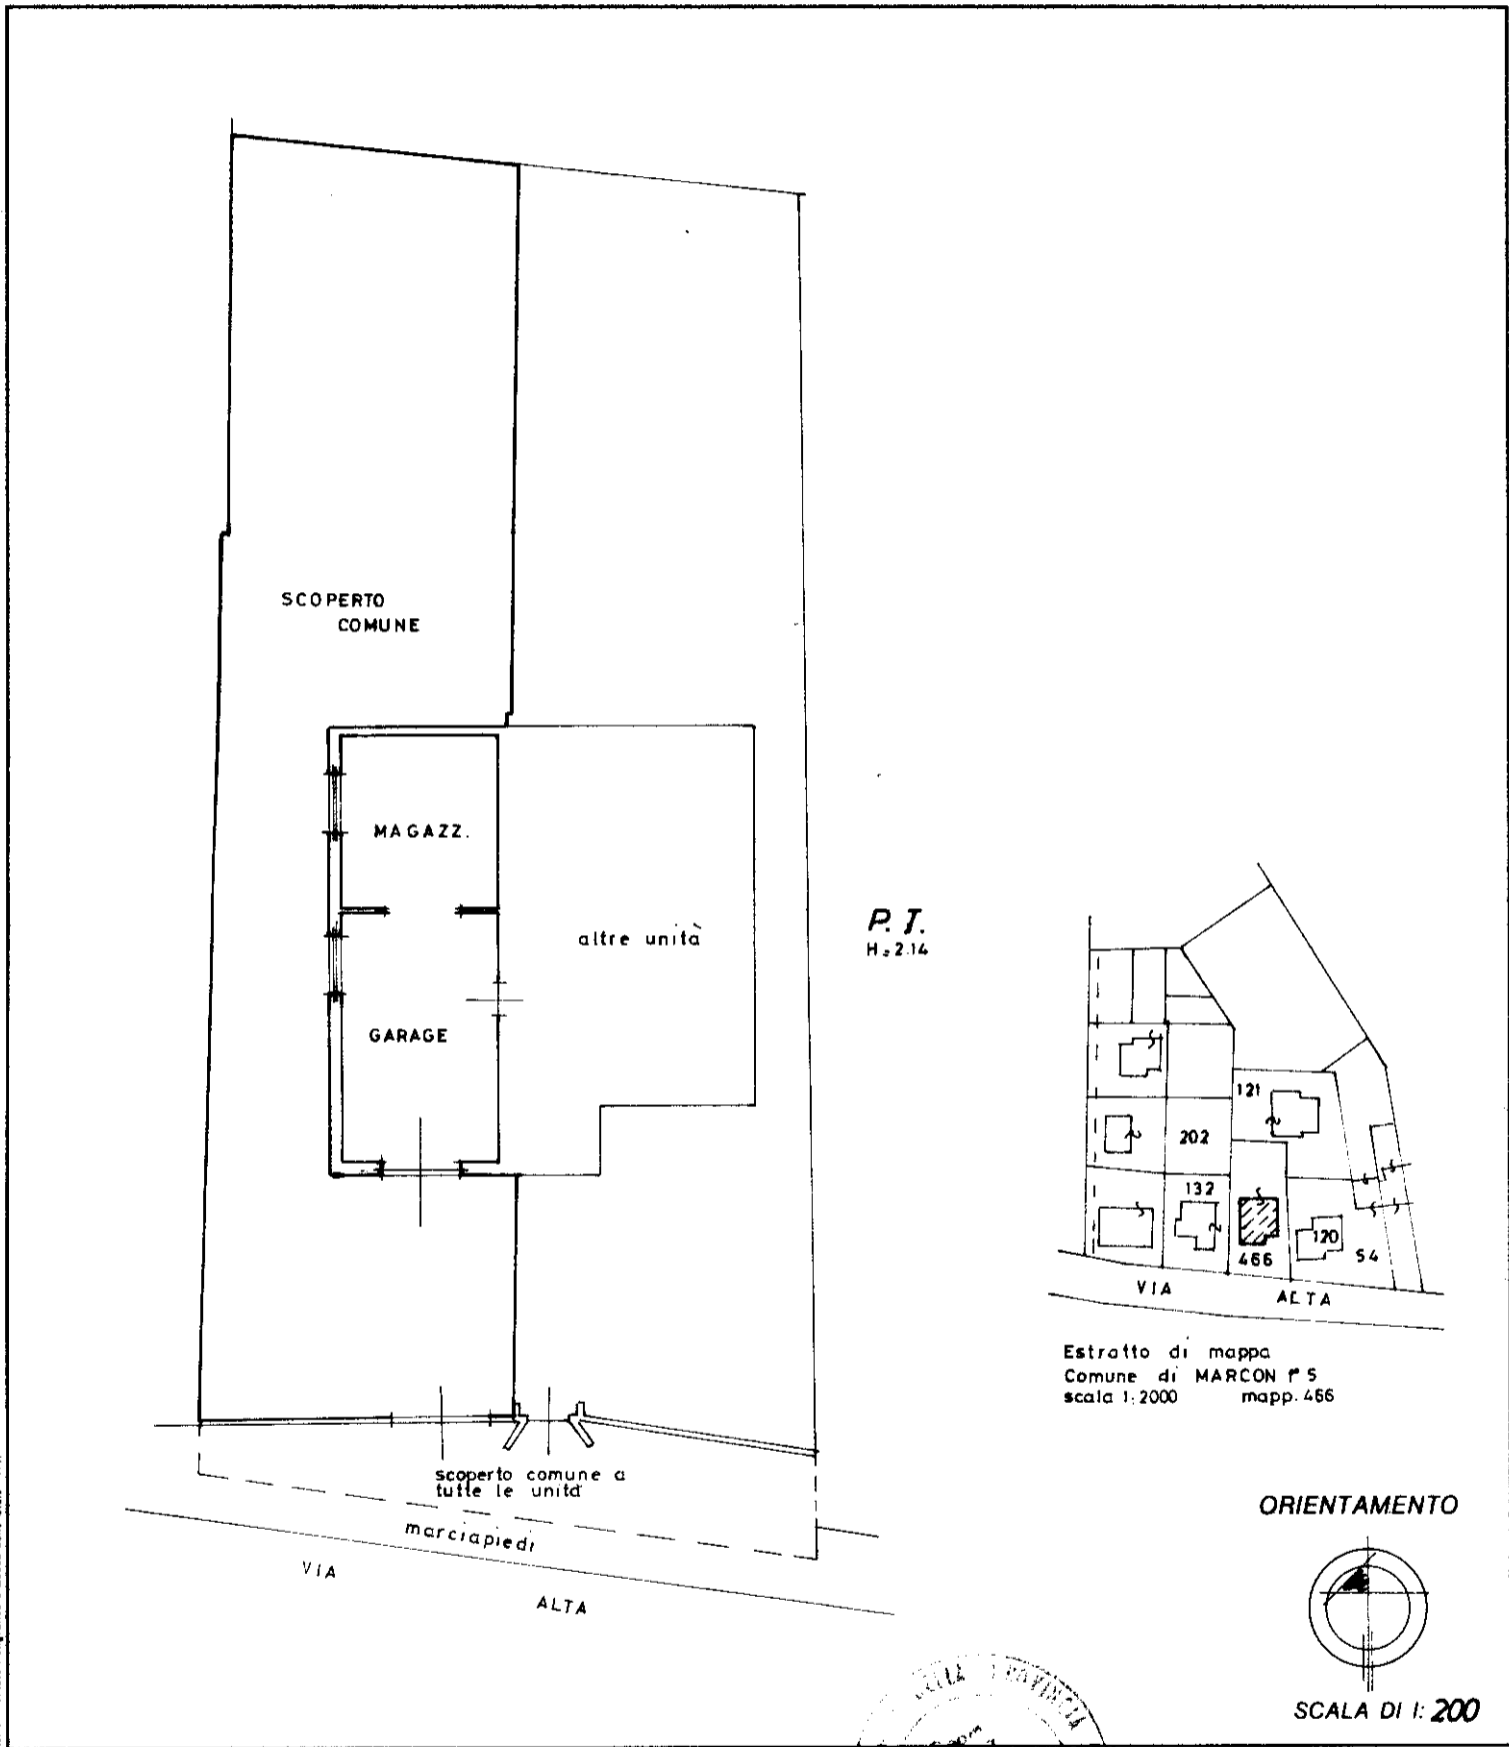 SCOPERTO
COMUNE
MAGAZZ.
altre unità
P. T.
H=2.14
GARAGE
121
202
132
466
120
54
VIA
ALTA
Estratto di mappa
Comune di MARCON f° 5
scala 1:2000 mapp. 466
scoperto comune a
tutte le unità
marciapiedi
VIA
ALTA
ORIENTAMENTO
SCALA DI 1: 200
DELLA PROVINCIA